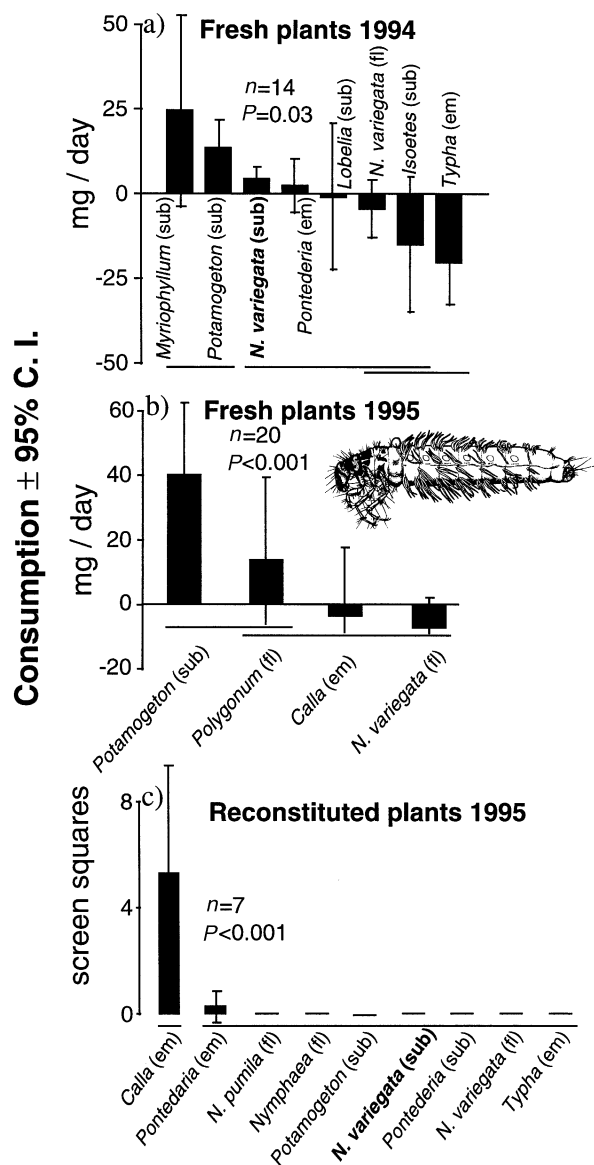 Consumption ± 95% C. I.
a)
Fresh plants 1994
n=14
P=0.03
mg / day
50
25
0
-25
-50
Myriophyllum (sub)
Potamogeton (sub)
N. variegata (sub)
Pontederia (em)
Lobelia (sub)
N. variegata (fl)
Isoetes (sub)
Typha (em)
b)
Fresh plants 1995
n=20
P<0.001
mg / day
60
40
20
0
-20
Potamogeton (sub)
Polygonum (fl)
Calla (em)
N. variegata (fl)
c)
Reconstituted plants 1995
n=7
P<0.001
screen squares
8
4
0
Calla (em)
Pontedaria (em)
N. pumila (fl)
Nymphaea (fl)
Potamogeton (sub)
N. variegata (sub)
Pontederia (sub)
N. variegata (fl)
Typha (em)